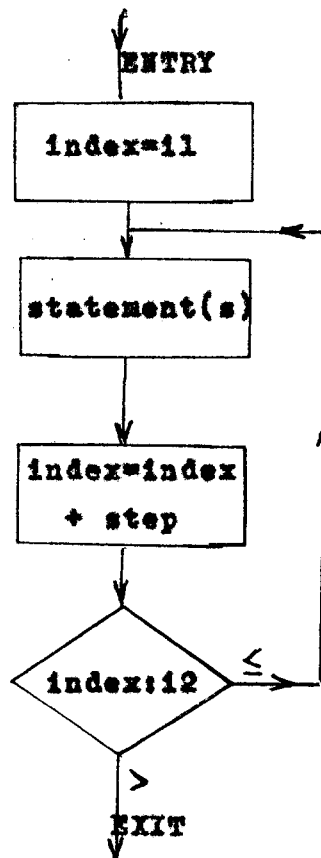 ENTRY
index=i1
statement(s)
index=index
+ step
index:i2
≤
>
EXIT